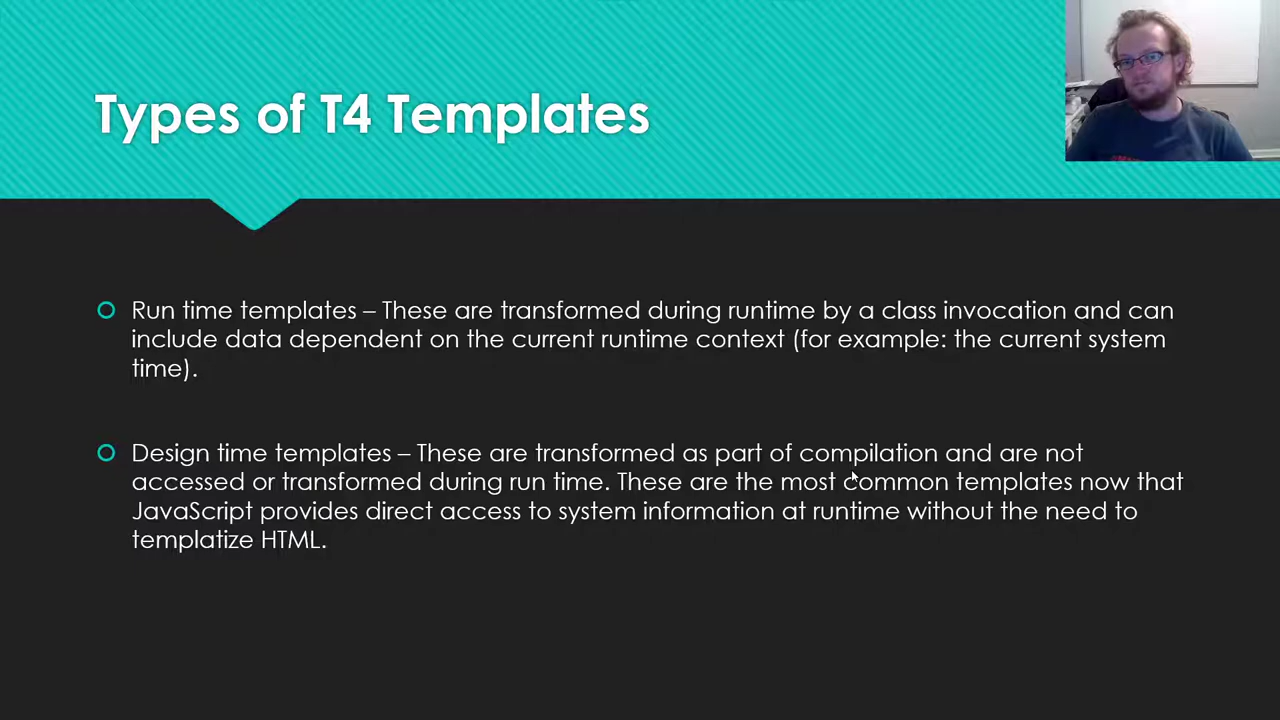 Types of T4 Templates
Run time templates – These are transformed during runtime by a class invocation and can
include data dependent on the current runtime context (for example: the current system
time).
Design time templates – These are transformed as part of compilation and are not
accessed or transformed during run time. These are the most common templates now that
JavaScript provides direct access to system information at runtime without the need to
templatize HTML.